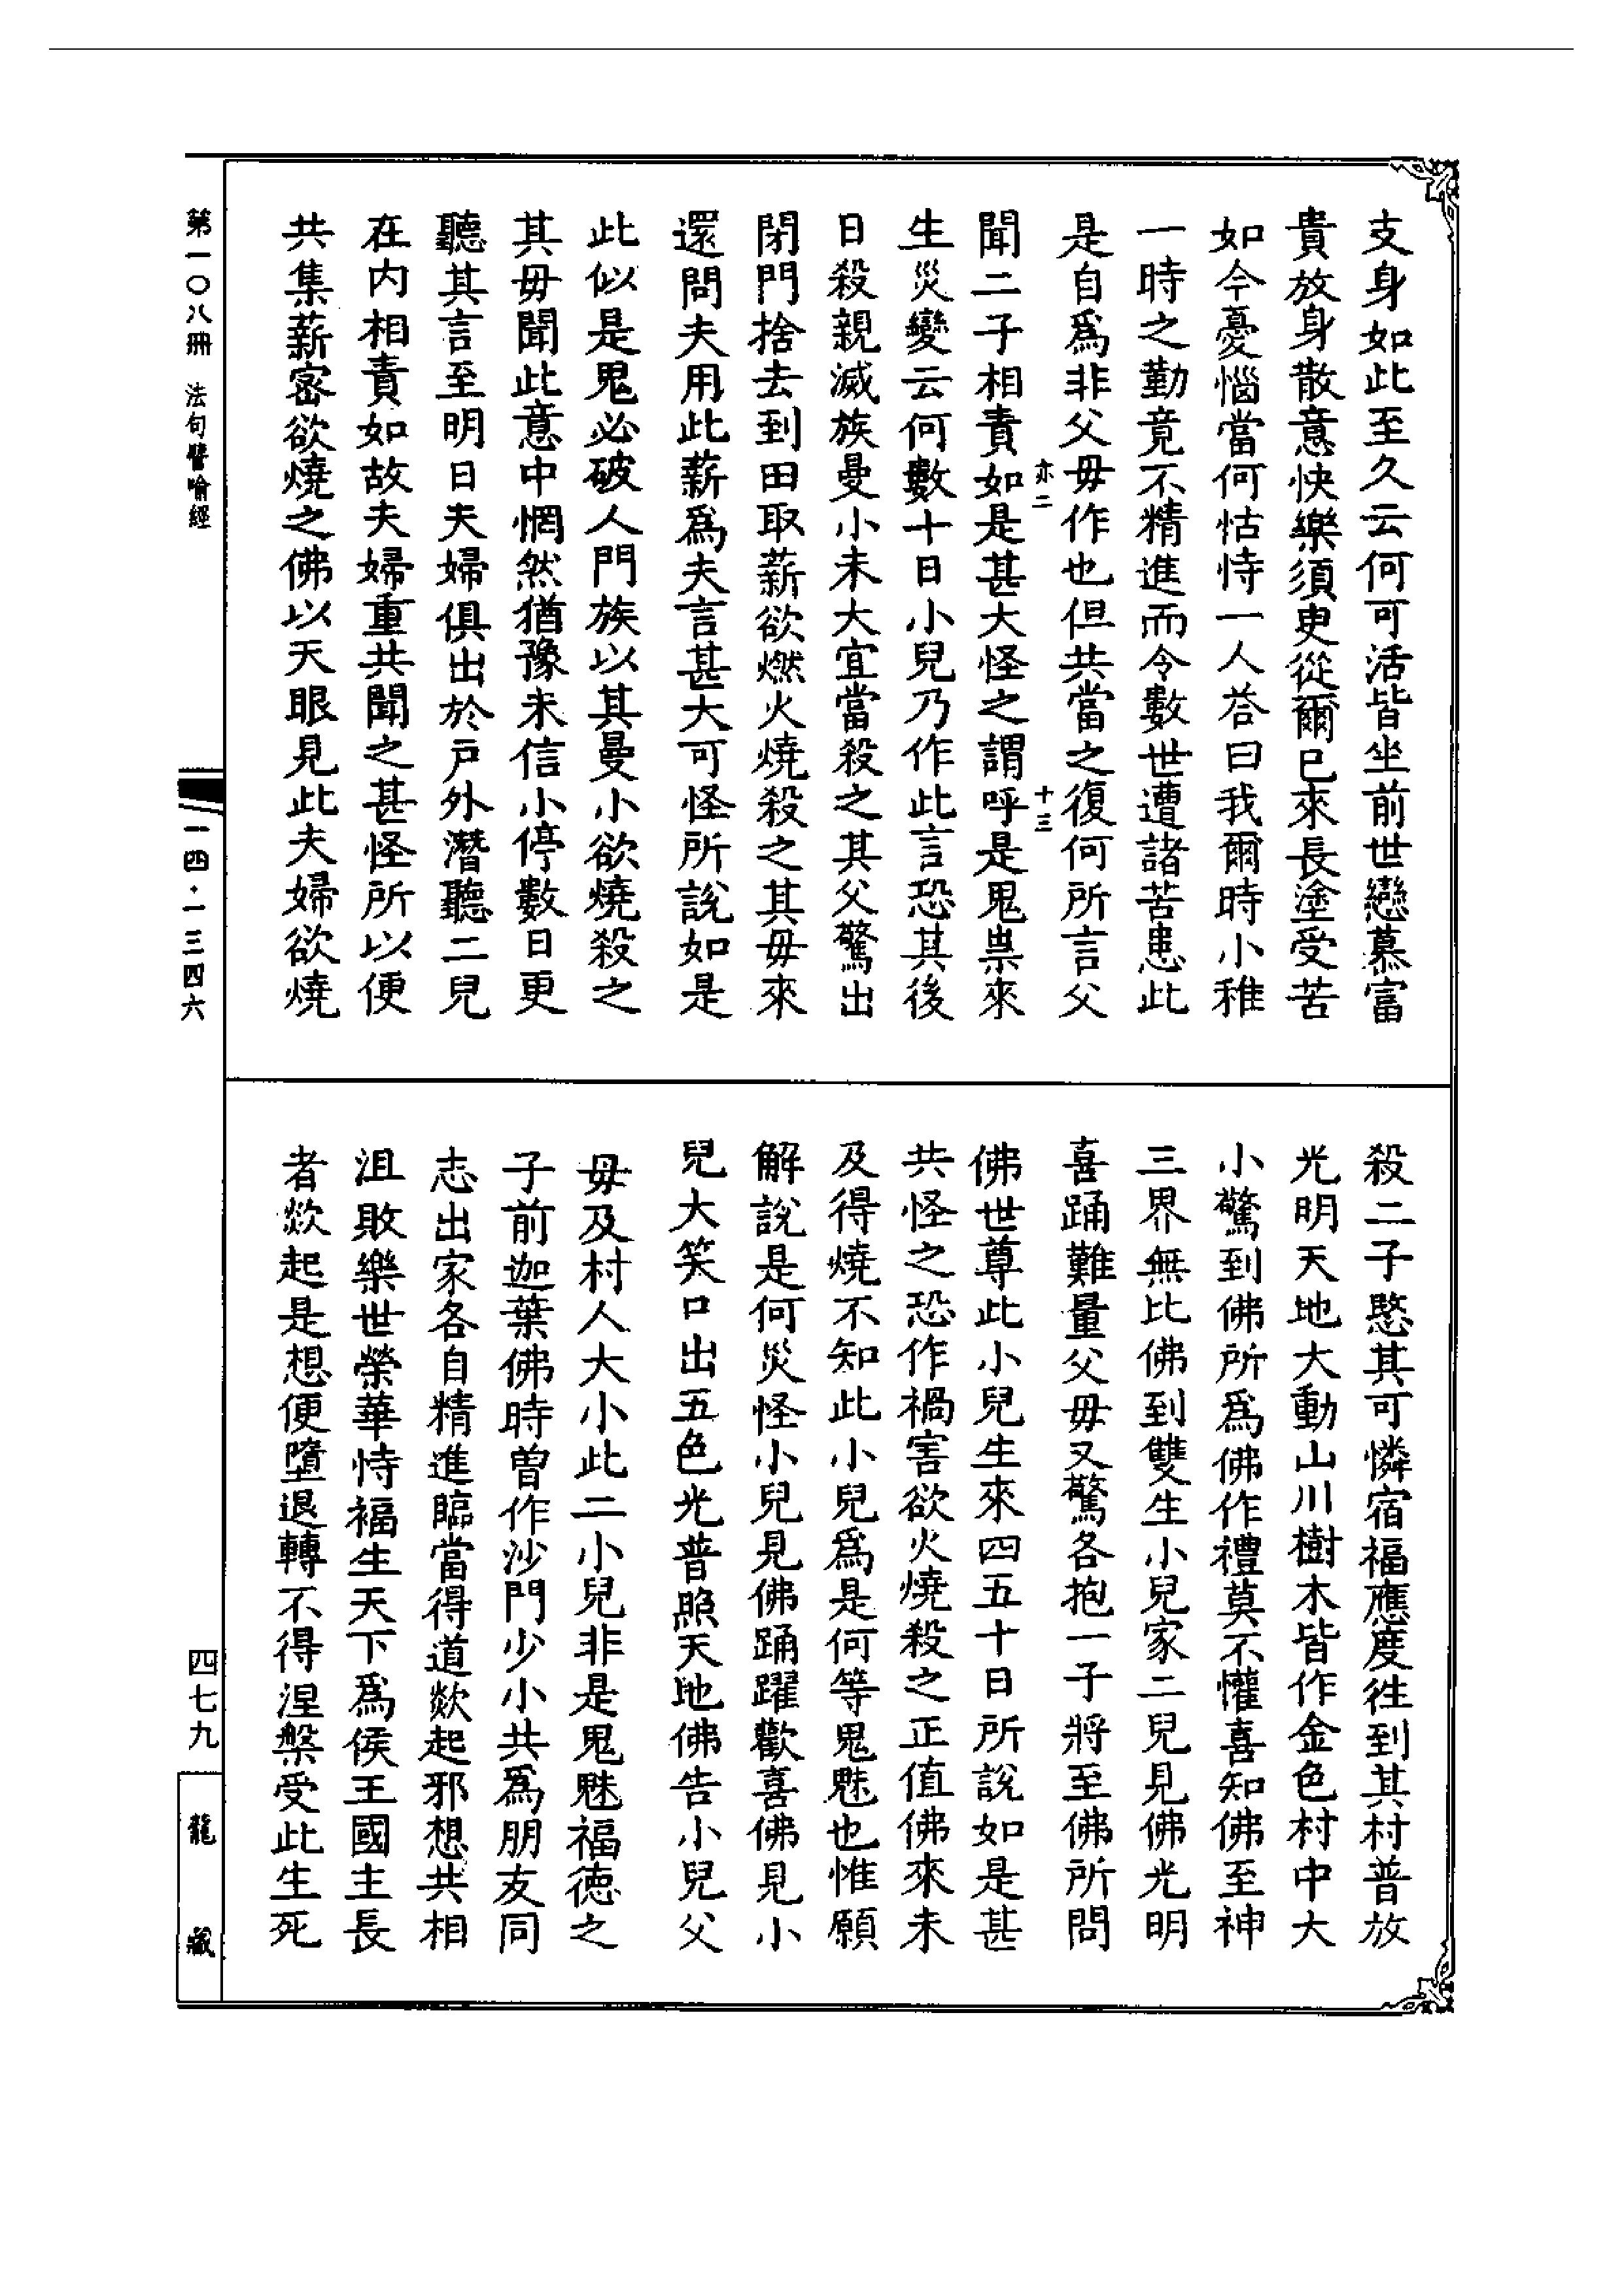 支身如此至久云何可活皆坐前世戀慕富
貴放身散意快樂須臾從爾已來長塗受苦
如今憂惱當何怙恃一人答曰我爾時小稚
一時之勤竟不精進而令數世遭諸苦患此
是自爲非父毋作也但共當之復何所言父
亦二
十三
聞二子相責如是甚大怪之謂呼是鬼祟來
生災變云何數十日小兒乃作此言恐其後
日殺親滅族曼小未大宜當殺之其父驚出
閉門捨去到田取薪欲燃火燒殺之其毋來
還問夫用此薪爲夫言甚大可怪所說如是
此似是鬼必破人門族以其曼小欲燒殺之
其毋聞此意中惘然猶豫未信小停數日更
聽其言至明日夫婦俱出於戶外潛聽二兒
在内相責如故夫婦重共聞之甚怪所以便
共集薪密欲燒之佛以天眼見此夫婦欲燒
殺二子愍其可憐宿福應度徃到其村普放
光明天地大動山川樹木皆作金色村中大
小驚到佛所爲佛作禮莫不懽喜知佛至神
三界無比佛到雙生小兒家二兒見佛光明
喜踊難量父毋又驚各抱一子將至佛所問
佛世尊此小兒生來四五十日所說如是甚
共怪之恐作禍害欲火燒殺之正值佛來未
及得燒不知此小兒爲是何等鬼魅也惟願
解說是何災怪小兒見佛踊躍歡喜佛見小
兒大笑口出五色光普照天地佛告小兒父
毋及村人大小此二小兒非是鬼魅福德之
子前迦葉佛時曾作沙門少小共爲朋友同
志出家各自精進臨當得道欻起邪想共相
沮敗樂世榮華恃福生天下爲侯王國主長
者欻起是想便墮退轉不得涅槃受此生死
第一〇八冊 法句譬喻經
一四·一三四六
四七九
龍藏